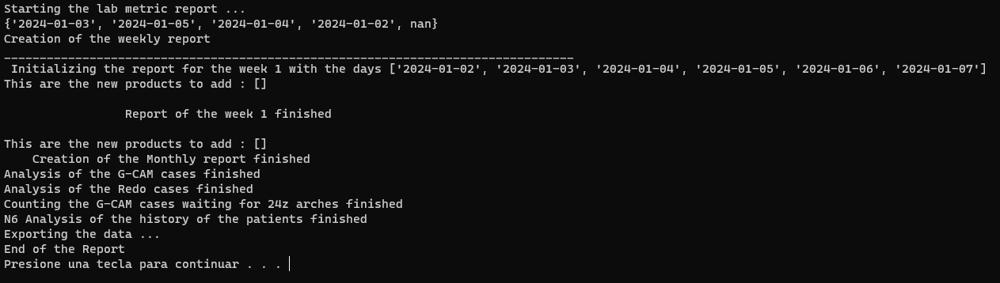 Starting the lab metric report ...
{'2024-01-03', '2024-01-05', '2024-01-04', '2024-01-02', nan}
Creation of the weekly report
________________________________________________________________________________
 Initializing the report for the week 1 with the days ['2024-01-02', '2024-01-03', '2024-01-04', '2024-01-05', '2024-01-06', '2024-01-07']
This are the new products to add : []
Report of the week 1 finished
This are the new products to add : []
Creation of the Monthly report finished
Analysis of the G-CAM cases finished
Analysis of the Redo cases finished
Counting the G-CAM cases waiting for 24z arches finished
N6 Analysis of the history of the patients finished
Exporting the data ...
End of the Report
Presione una tecla para continuar . . .